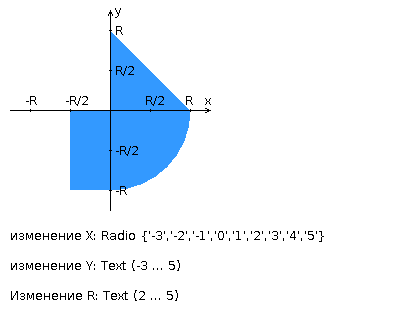 y
R
R/2
-R -R/2 R/2 R x
-R/2
-R
изменение X: Radio {'-3','-2','-1','0','1','2','3','4','5'}
изменение Y: Text (-3 ... 5)
Изменение R: Text (2 ... 5)